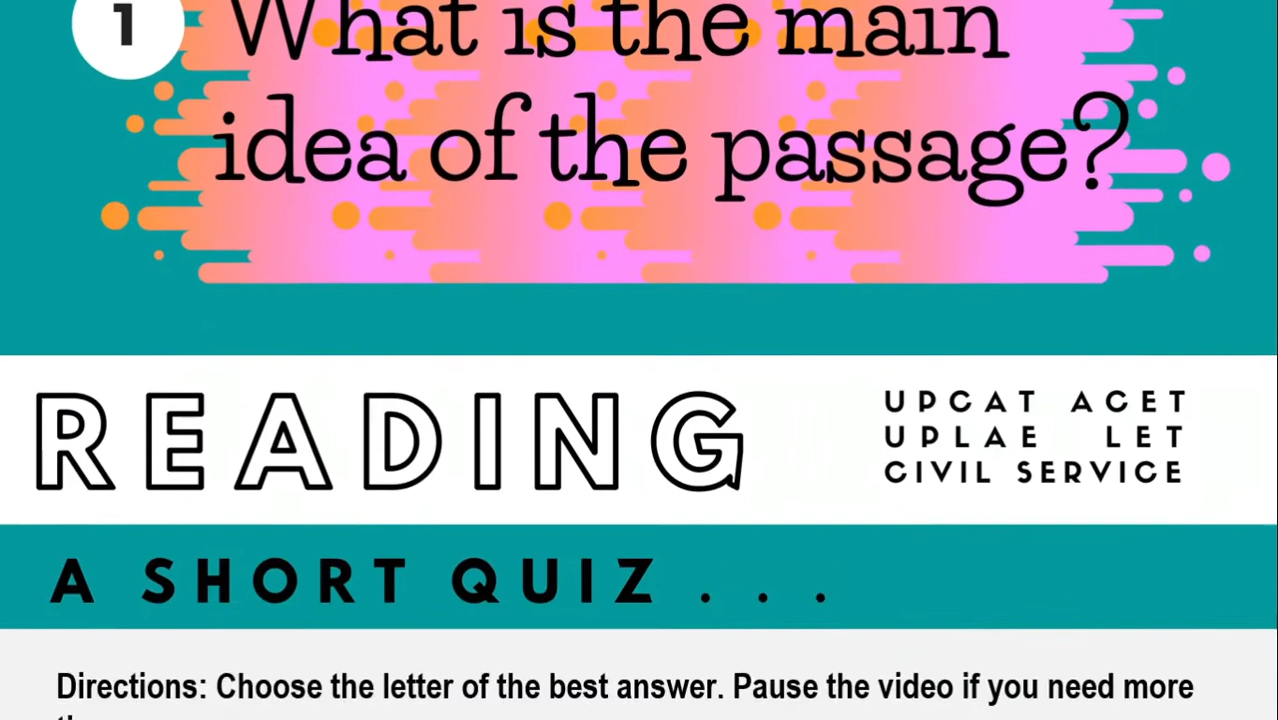 1
What is the main
idea of the passage?
READING
UPCAT ACET
UPLAE LET
CIVIL SERVICE
A SHORT QUIZ . . .
Directions: Choose the letter of the best answer. Pause the video if you need more